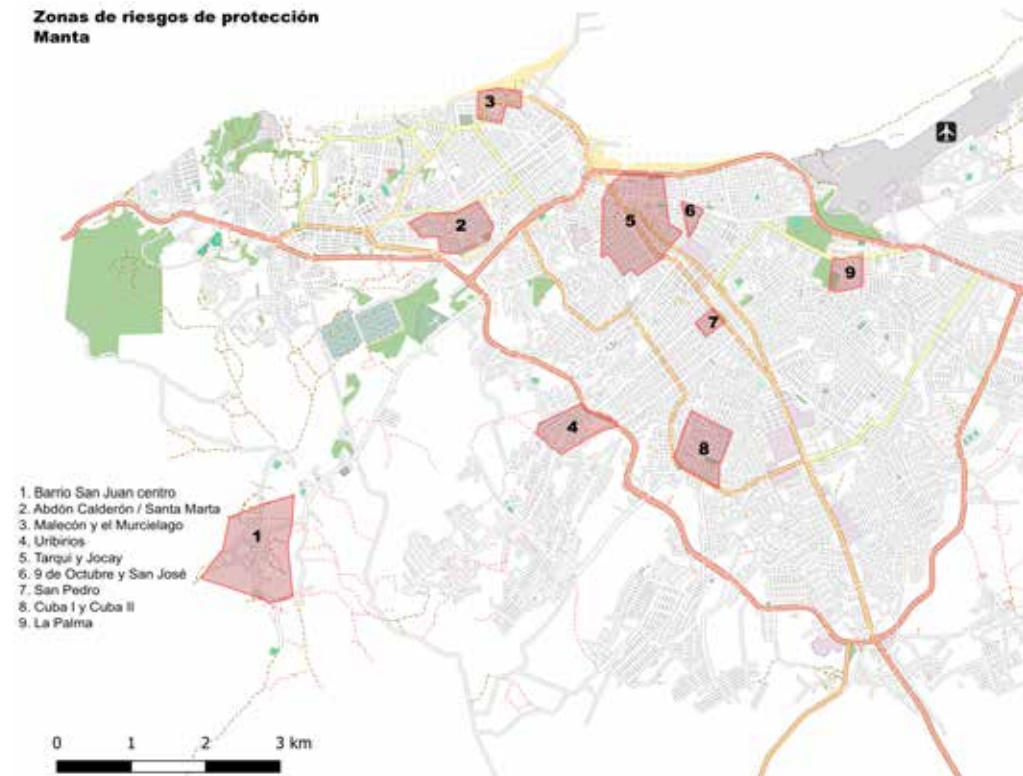 Zonas de riesgos de protección
Manta
3
2
5
6
9
7
4
8
1
1. Barrio San Juan centro
2. Abdón Calderón / Santa Marta
3. Malecón y el Murcielago
4. Uribirios
5. Tarqui y Jocay
6. 9 de Octubre y San José
7. San Pedro
8. Cuba I y Cuba II
9. La Palma
0 1 2 3 km